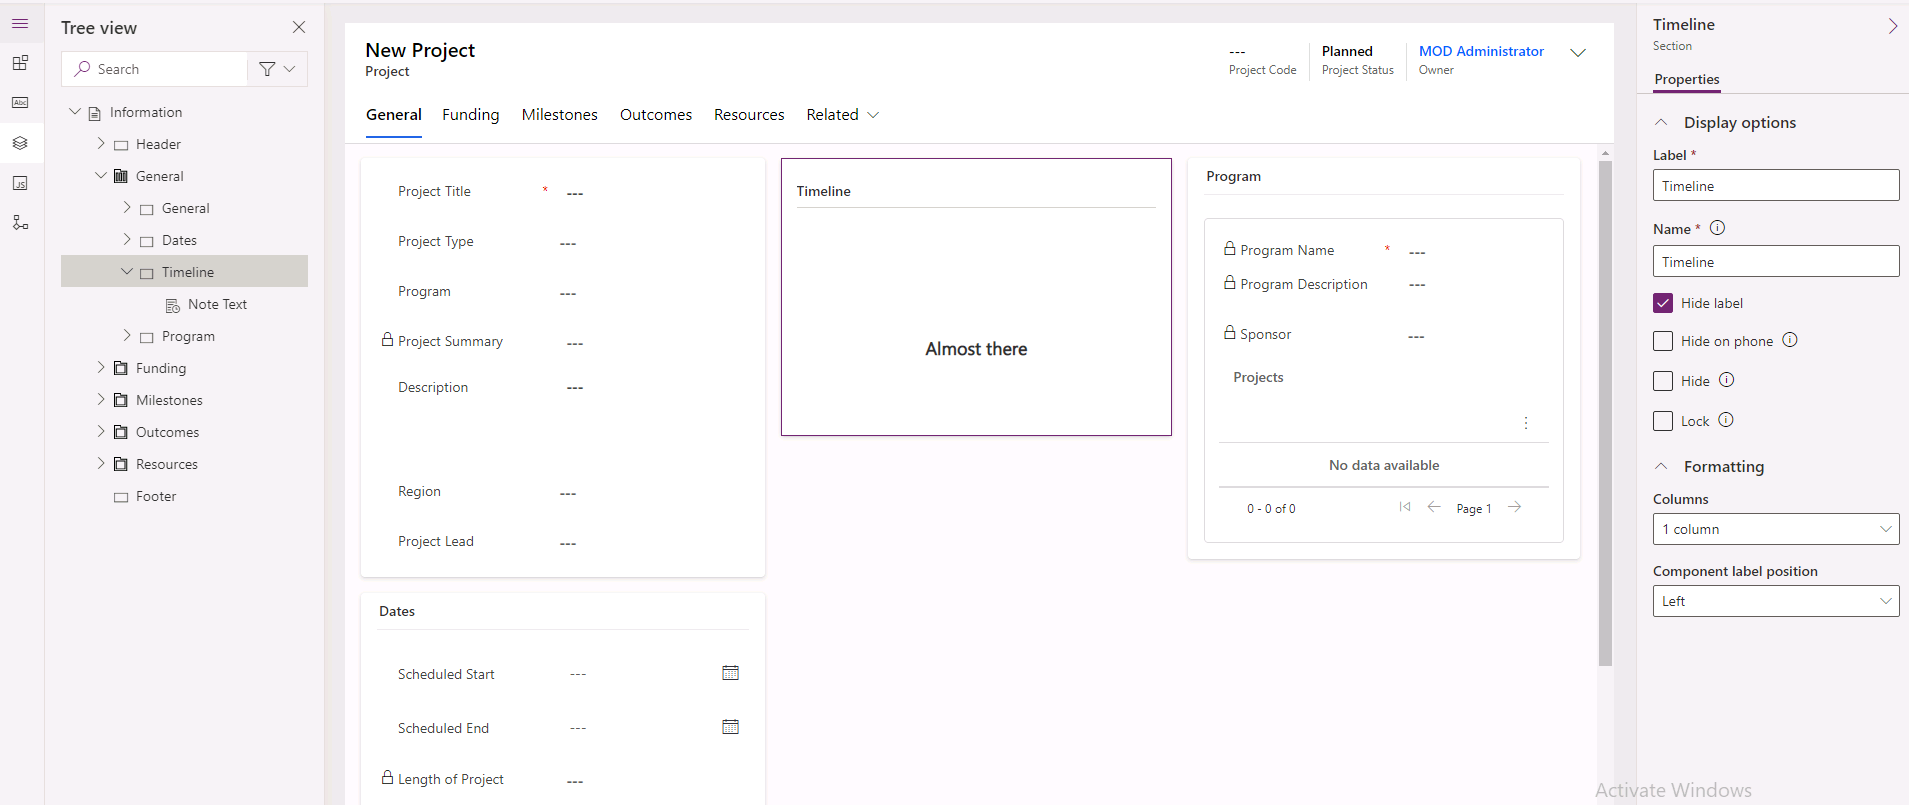 Tree view
Search
Information
Header
General
General
Dates
Timeline
Note Text
Program
Funding
Milestones
Outcomes
Resources
Footer
Abc
JS
New Project
Project
---
Project Code
Planned
Project Status
MOD Administrator
Owner
General Funding Milestones Outcomes Resources Related
Project Title * ---
Project Type ---
Program ---
Project Summary ---
Description ---
Region ---
Project Lead ---
Dates
Scheduled Start ---
Scheduled End ---
Length of Project ---
Timeline
Almost there
Program
Program Name * ---
Program Description ---
Sponsor ---
Projects
No data available
0 - 0 of 0 Page 1
Timeline
Section
Properties
Display options
Label *
Timeline
Name *
Timeline
Hide label
Hide on phone
Hide
Lock
Formatting
Columns
1 column
Component label position
Left
Activate Windows